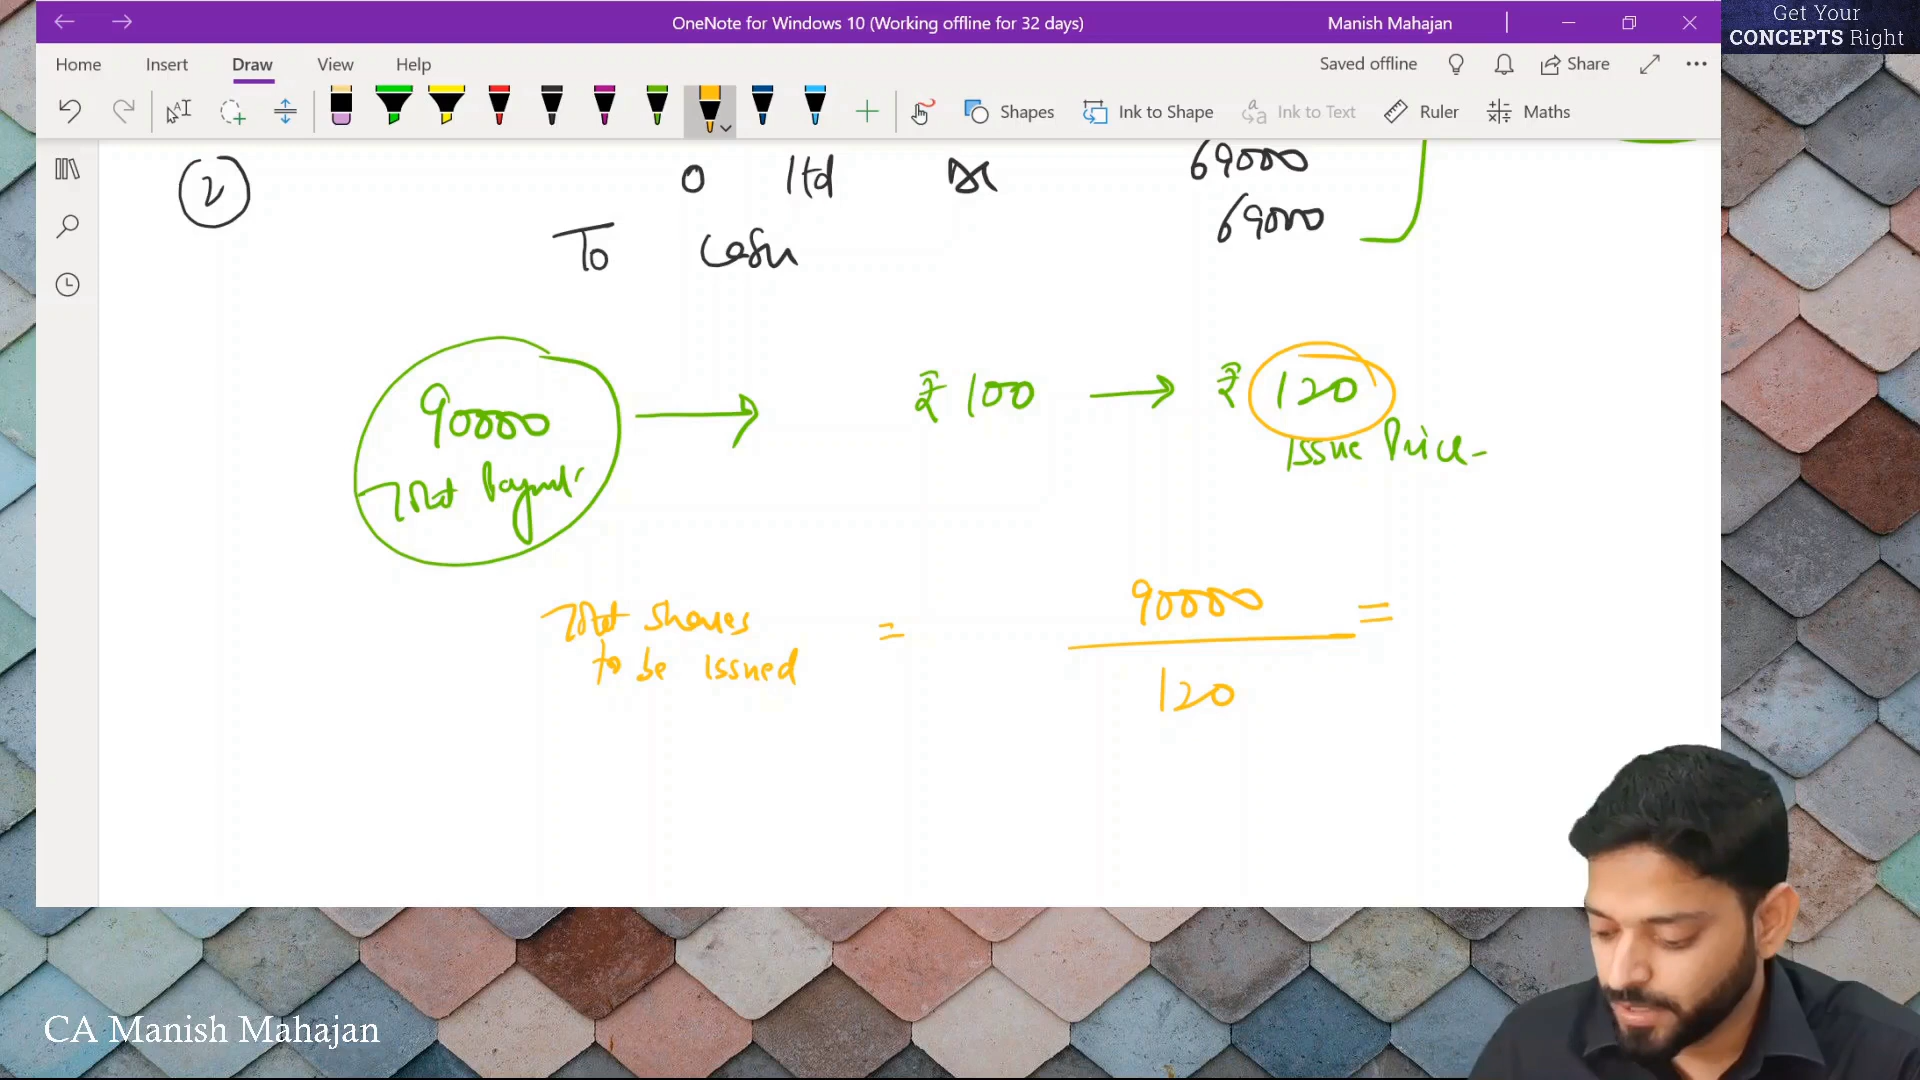 OneNote for Windows 10 (Working offline for 32 days)
Manish Mahajan
Get Your
CONCEPTS Right
Home Insert Draw View Help
Saved offline
Share
Shapes
Ink to Shape
Ink to Text
Ruler
Maths
2
O ltd Dr 69000
To Cash 69000
90000
Total Paymt
₹ 100
₹ 120
Issue Price-
Total Shares
to be issued
=
90000
=
120
CA Manish Mahajan